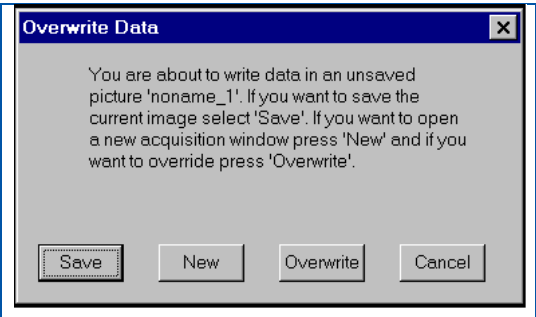 Overwrite Data
You are about to write data in an unsaved
picture 'noname_1'. If you want to save the
current image select 'Save'. If you want to open
a new acquisition window press 'New' and if you
want to override press 'Overwrite'.
Save New Overwrite Cancel